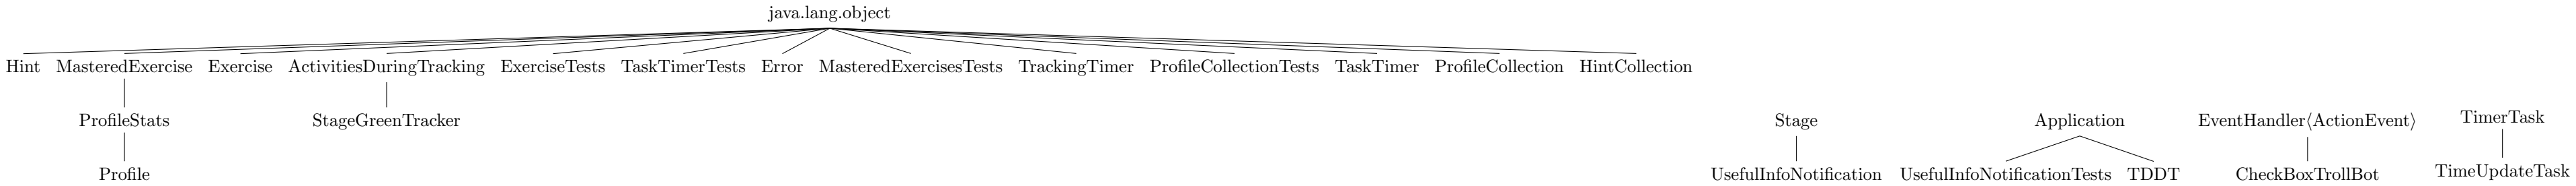 java.lang.object
Hint MasteredExercise Exercise ActivitiesDuringTracking ExerciseTests TaskTimerTests Error MasteredExercisesTests TrackingTimer ProfileCollectionTests TaskTimer ProfileCollection HintCollection
ProfileStats StageGreenTracker Stage Application EventHandler⟨ActionEvent⟩ TimerTask
Profile UsefulInfoNotification UsefulInfoNotificationTests TDDT CheckBoxTrollBot TimeUpdateTask